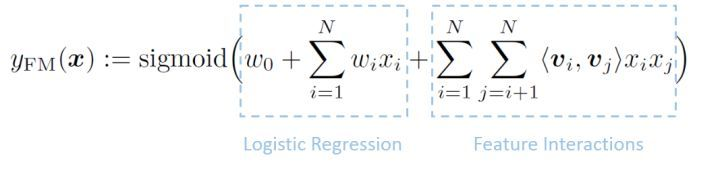 y_FM(x) := sigmoid(w_0 + ∑_{i=1}^{N} w_i x_i + ∑_{i=1}^{N} ∑_{j=i+1}^{N} ⟨v_i, v_j⟩x_i x_j)
Logistic Regression Feature Interactions